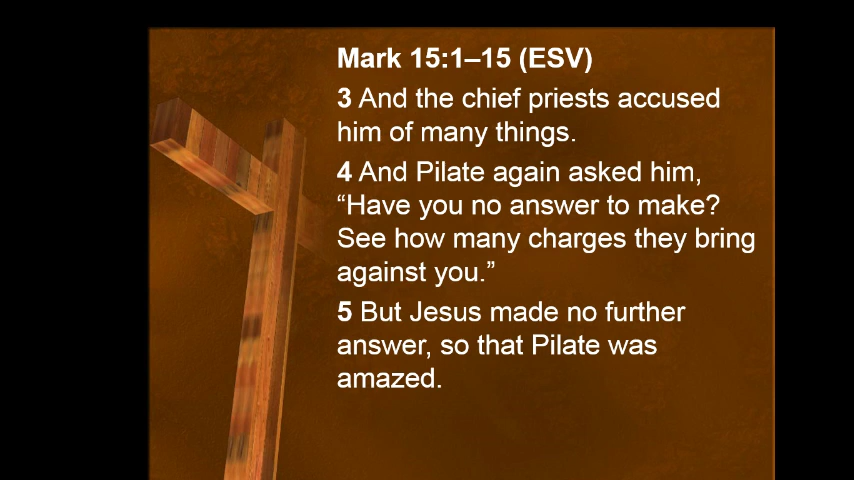 Mark 15:1–15 (ESV)
3 And the chief priests accused
him of many things.
4 And Pilate again asked him,
“Have you no answer to make?
See how many charges they bring
against you.”
5 But Jesus made no further
answer, so that Pilate was
amazed.